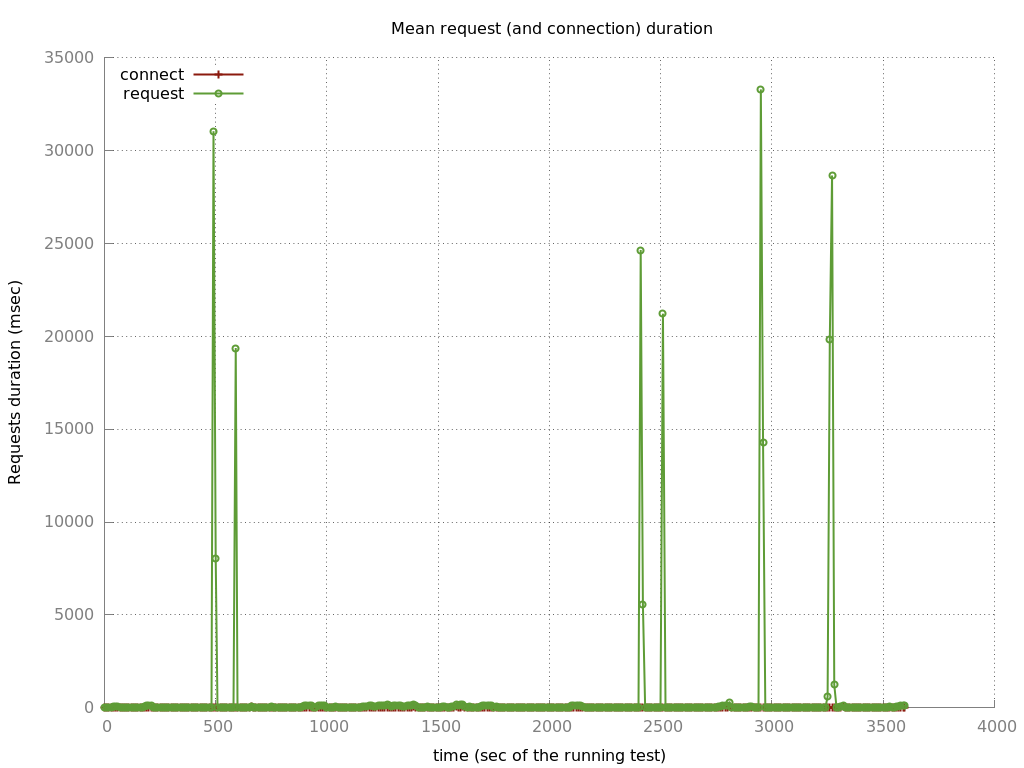 Mean request (and connection) duration
35000
30000
25000
20000
15000
10000
5000
0
connect
request
Requests duration (msec)
0 500 1000 1500 2000 2500 3000 3500 4000
time (sec of the running test)